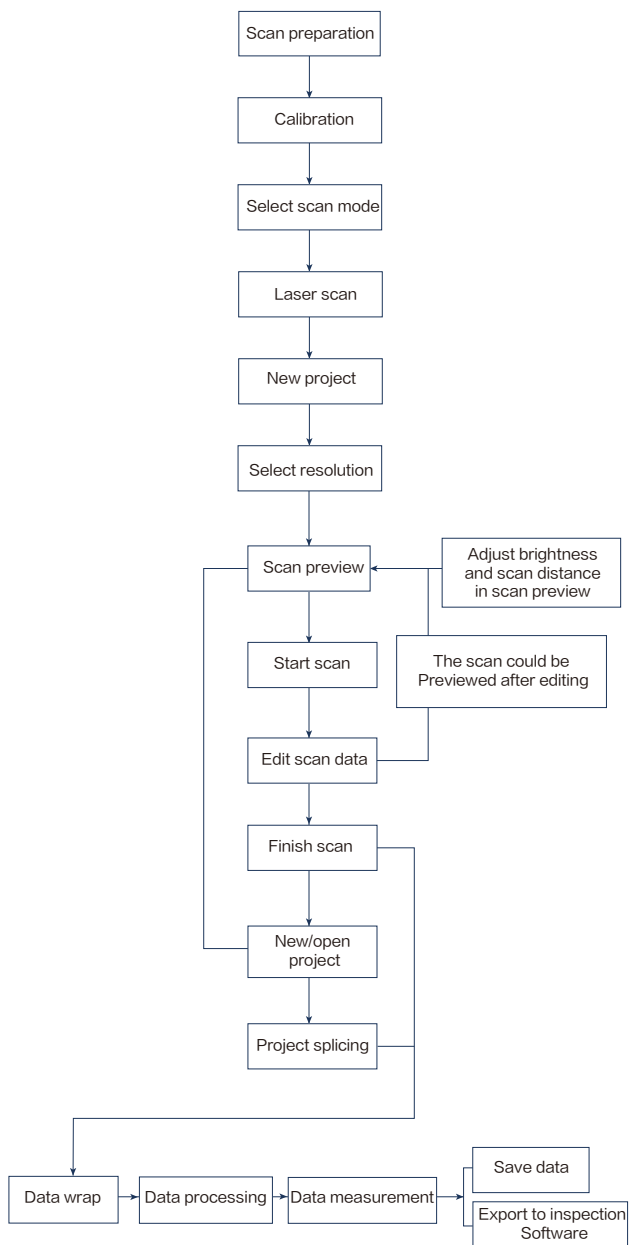 Scan preparation
Calibration
Select scan mode
Laser scan
New project
Select resolution
Scan preview
Adjust brightness
and scan distance
in scan preview
Start scan
The scan could be
Previewed after editing
Edit scan data
Finish scan
New/open
project
Project splicing
Data wrap
Data processing
Data measurement
Save data
Export to inspection
Software